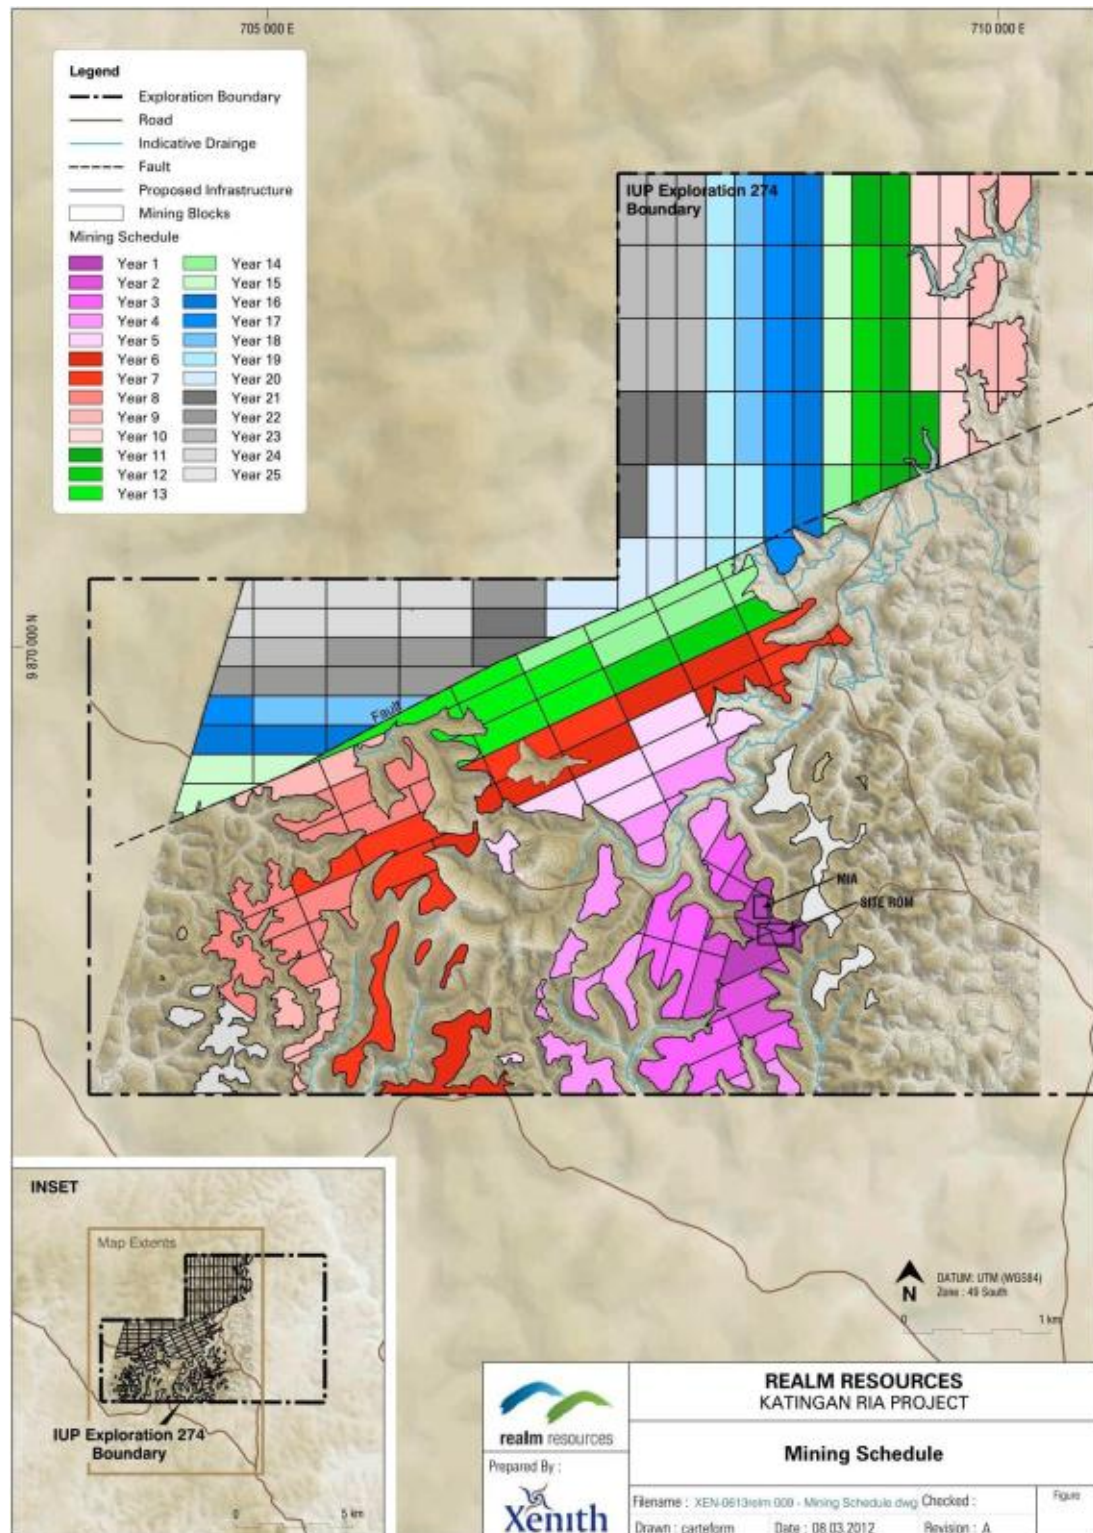 705 000 E
710 000 E
Legend
Exploration Boundary
Road
Indicative Drainge
Fault
Proposed Infrastructure
Mining Blocks
Mining Schedule
Year 1
Year 2
Year 3
Year 4
Year 5
Year 6
Year 7
Year 8
Year 9
Year 10
Year 11
Year 12
Year 13
Year 14
Year 15
Year 16
Year 17
Year 18
Year 19
Year 20
Year 21
Year 22
Year 23
Year 24
Year 25
IUP Exploration 274
Boundary
9 870 000 N
Fault
MIA
SITE ROM
INSET
Map Extents
IUP Exploration 274
Boundary
0 5 km
N
DATUM: UTM (WGS84)
Zone : 49 South
0 1 km
realm resources
Prepared By :
Xenith
REALM RESOURCES
KATINGAN RIA PROJECT
Mining Schedule
Filename : XEN-0613relm 009 - Mining Schedule.dwg
Checked :
Figure
Drawn : carteform
Date : 08.03.2012
Revision : A